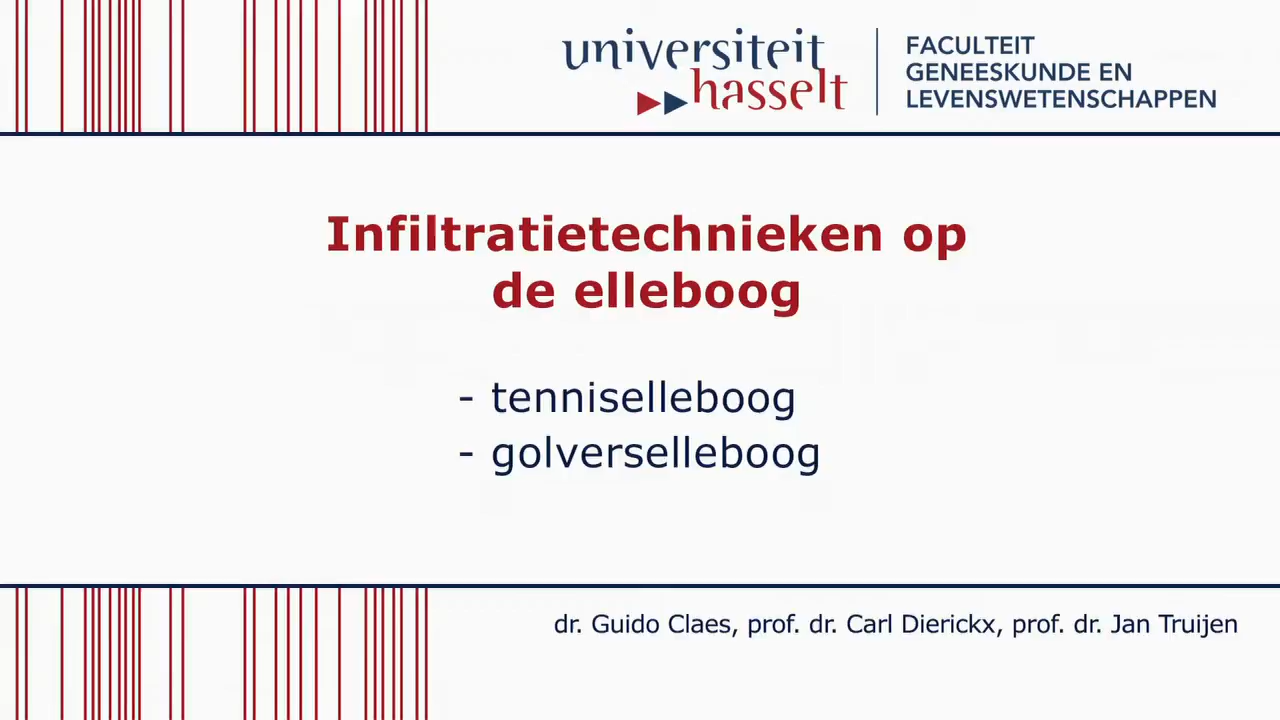 universiteit
hasselt
FACULTEIT
GENEESKUNDE EN
LEVENSWETENSCHAPPEN
Infiltratietechnieken op
de elleboog
- tenniselleboog
- golverselleboog
dr. Guido Claes, prof. dr. Carl Dierickx, prof. dr. Jan Truijen